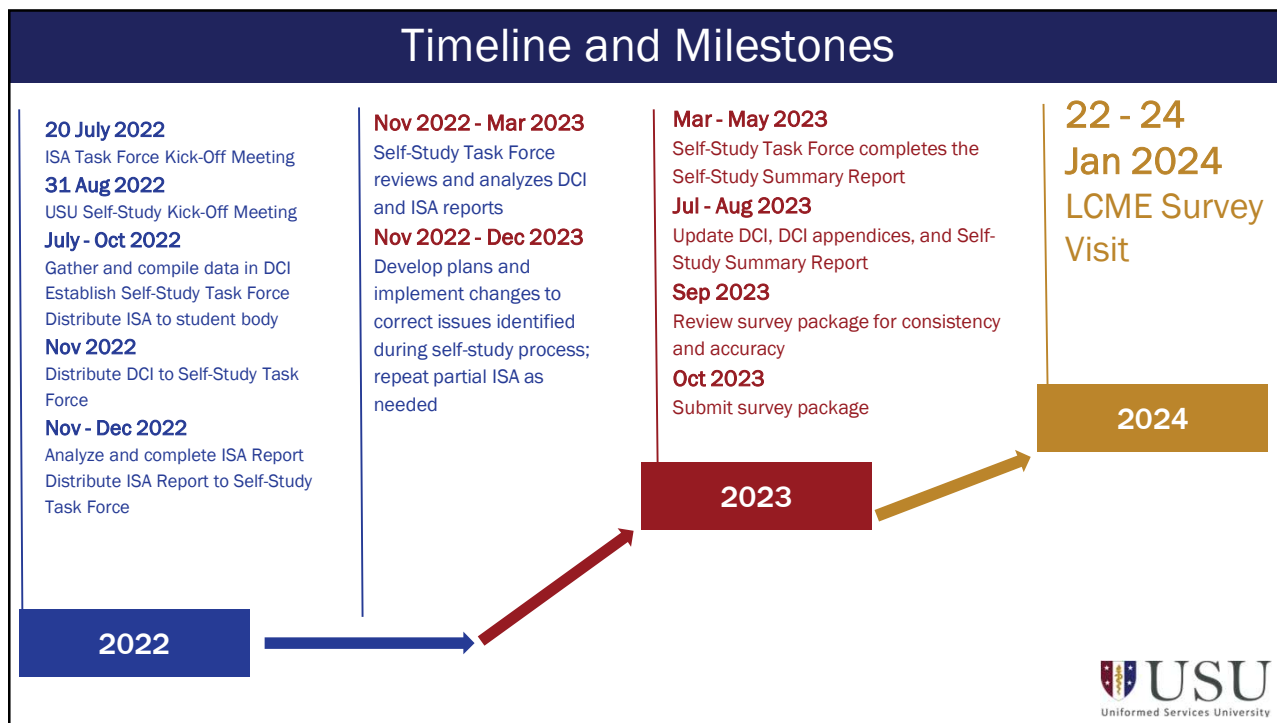 Timeline and Milestones
20 July 2022
ISA Task Force Kick-Off Meeting
31 Aug 2022
USU Self-Study Kick-Off Meeting
July - Oct 2022
Gather and compile data in DCI
Establish Self-Study Task Force
Distribute ISA to student body
Nov 2022
Distribute DCI to Self-Study Task
Force
Nov - Dec 2022
Analyze and complete ISA Report
Distribute ISA Report to Self-Study
Task Force
2022
Nov 2022 - Mar 2023
Self-Study Task Force
reviews and analyzes DCI
and ISA reports
Nov 2022 - Dec 2023
Develop plans and
implement changes to
correct issues identified
during self-study process;
repeat partial ISA as
needed
Mar - May 2023
Self-Study Task Force completes the
Self-Study Summary Report
Jul - Aug 2023
Update DCI, DCI appendices, and Self-
Study Summary Report
Sep 2023
Review survey package for consistency
and accuracy
Oct 2023
Submit survey package
2023
22 - 24
Jan 2024
LCME Survey
Visit
2024
USU
Uniformed Services University